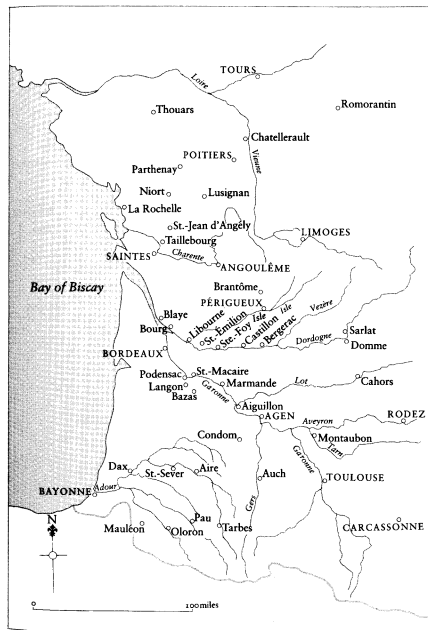 Loire
TOURS
Thouars
Romorantin
Chatellerault
POITIERS
Vienne
Parthenay
Niort
Lusignan
La Rochelle
St.-Jean d'Angély
Taillebourg
LIMOGES
SAINTES
Charente
ANGOULÊME
Bay of Biscay
Brantôme
PÉRIGUEUX
Isle
Isle
Vezère
Blaye
Bourg
Libourne
St.-Émilion
Ste.-Foy
Castillon
Bergerac
Dordogne
Sarlat
Domme
BORDEAUX
Podensac
St.-Macaire
Langon
Garonne
Marmande
Bazas
Lot
Cahors
Aiguillon
AGEN
Aveyron
RODEZ
Condom
Montaubon
Tarn
Garonne
Dax
St.-Sever
Aire
Auch
TOULOUSE
BAYONNE
Adour
Gers
N
Mauléon
Pau
Oloron
Tarbes
CARCASSONNE
0
100 miles